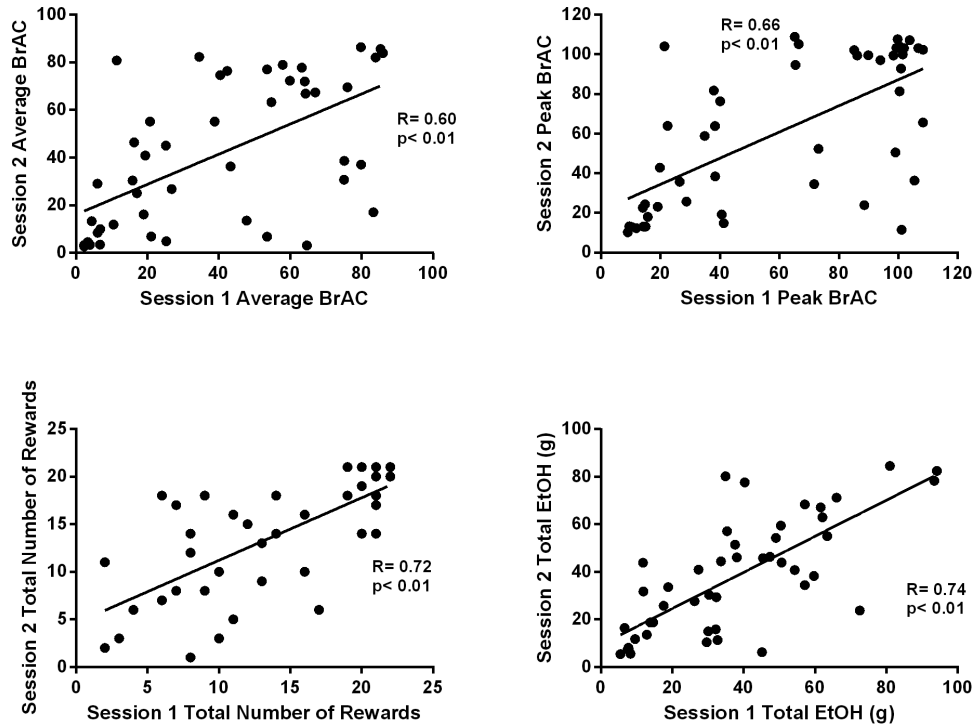 Session 2 Average BrAC
100
80
60
40
20
0
0 20 40 60 80 100
Session 1 Average BrAC
R= 0.60
p< 0.01
Session 2 Peak BrAC
120
100
80
60
40
20
0
0 20 40 60 80 100 120
Session 1 Peak BrAC
R= 0.66
p< 0.01
Session 2 Total Number of Rewards
25
20
15
10
5
0
0 5 10 15 20 25
Session 1 Total Number of Rewards
R= 0.72
p< 0.01
Session 2 Total EtOH (g)
100
80
60
40
20
0
0 20 40 60 80 100
Session 1 Total EtOH (g)
R= 0.74
p< 0.01